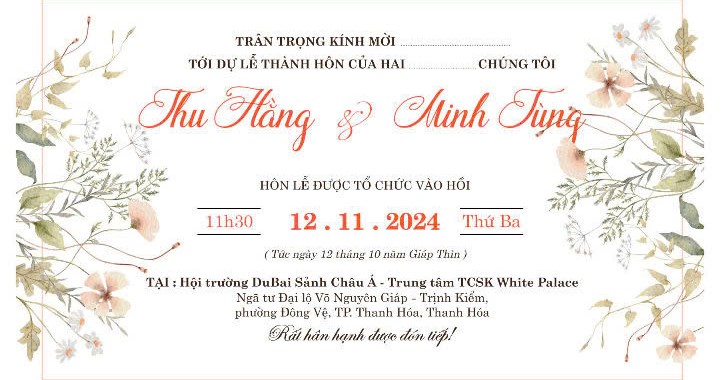 TRÂN TRỌNG KÍNH MỜI ................................
TỚI DỰ LỄ THÀNH HÔN CỦA HAI .................... CHÚNG TÔI
Thu Hằng & Minh Tùng
HÔN LỄ ĐƯỢC TỔ CHỨC VÀO HỒI
11h30 12.11.2024 Thứ Ba
( Tức ngày 12 tháng 10 năm Giáp Thìn )
TẠI : Hội trường DuBai Sảnh Châu Á - Trung tâm TCSK White Palace
Ngã tư Đại lộ Võ Nguyên Giáp - Trịnh Kiểm,
phường Đông Vệ, TP. Thanh Hóa, Thanh Hóa
Rất hân hạnh được đón tiếp!